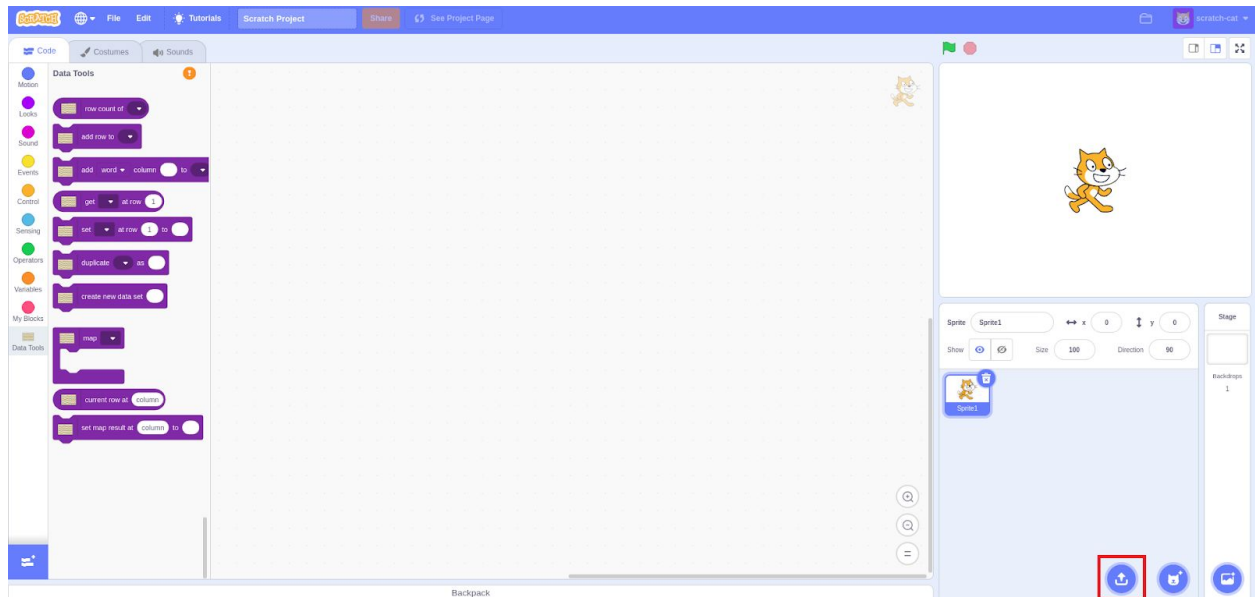 SCRATCH File Edit Tutorials Scratch Project Share See Project Page scratch-cat
Code Costumes Sounds
Motion
Looks
Sound
Events
Control
Sensing
Operators
Variables
My Blocks
Data Tools
Data Tools !
row count of
add row to
add word column to
get at row 1
set at row 1 to
duplicate as
create new data set
map
current row at column
set map result at column to
=
Backpack
Sprite Sprite1 x 0 y 0
Show Size 100 Direction 90
Sprite1
Stage
Backdrops
1